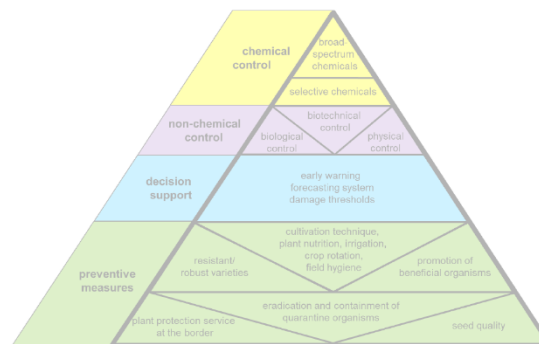 chemical
control
broad
spectrum
chemicals
selective chemicals
non-chemical
control
biotechnical
control
biological
control
physical
control
decision
support
early warning
forecasting system
damage thresholds
preventive
measures
resistant/
robust varieties
cultivation technique,
plant nutrition, irrigation,
crop rotation,
field hygiene
promotion of
beneficial organisms
plant protection service
at the border
eradication and containment of
quarantine organisms
seed quality